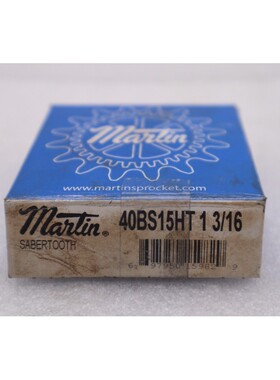 Martin
www.martinsprocket.com
Martin® 40BS15HT 1 3/16
SABERTOOTH